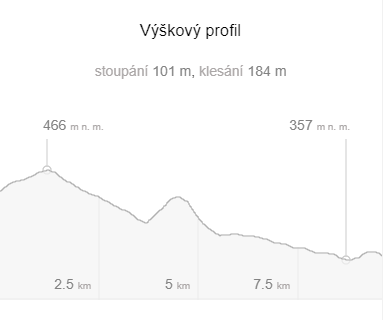 Výškový profil
stoupání 101 m, klesání 184 m
466 m n. m.
357 m n. m.
2.5 km
5 km
7.5 km